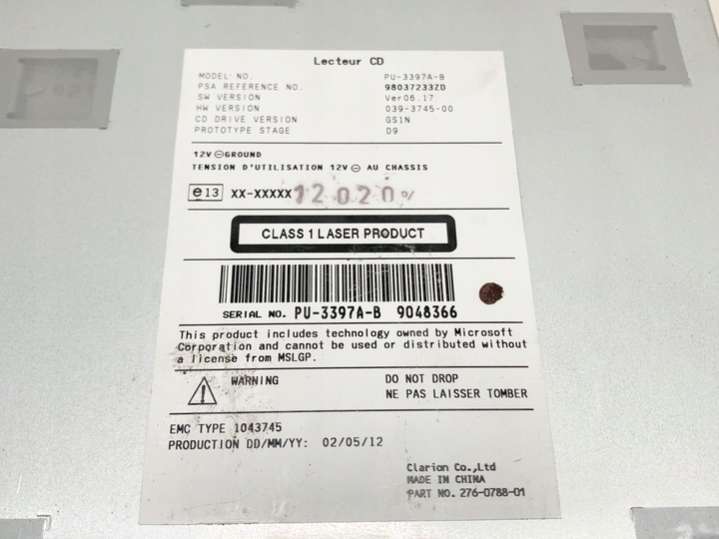 Lecteur CD
MODEL NO. PU-3397A-B
PSA REFERENCE NO. 98037233ZD
SW VERSION Ver06.17
HW VERSION 039-3745-00
CD DRIVE VERSION GS1N
PROTOTYPE STAGE D9
12V⊖GROUND
TENSION D'UTILISATION 12V⊖ AU CHASSIS
e13 XX-XXXXX 12020%
CLASS 1 LASER PRODUCT
SERIAL NO. PU-3397A-B 9048366
This product includes technology owned by Microsoft
Corporation and cannot be used or distributed without
a license from MSLGP.
WARNING DO NOT DROP
NE PAS LAISSER TOMBER
EMC TYPE 1043745
PRODUCTION DD/MM/YY: 02/05/12
Clarion Co.,Ltd
MADE IN CHINA
PART NO. 276-0788-01